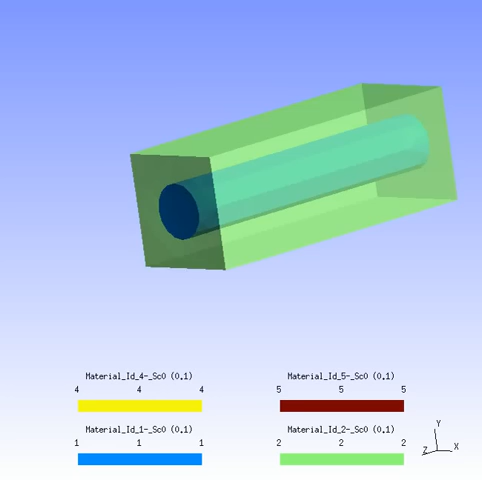 Material_Id_4-_Sc0 (0.1)
4 4 4
Material_Id_5-_Sc0 (0.1)
5 5 5
Material_Id_1-_Sc0 (0.1)
1 1 1
Material_Id_2-_Sc0 (0.1)
2 2 2
Y
Z X